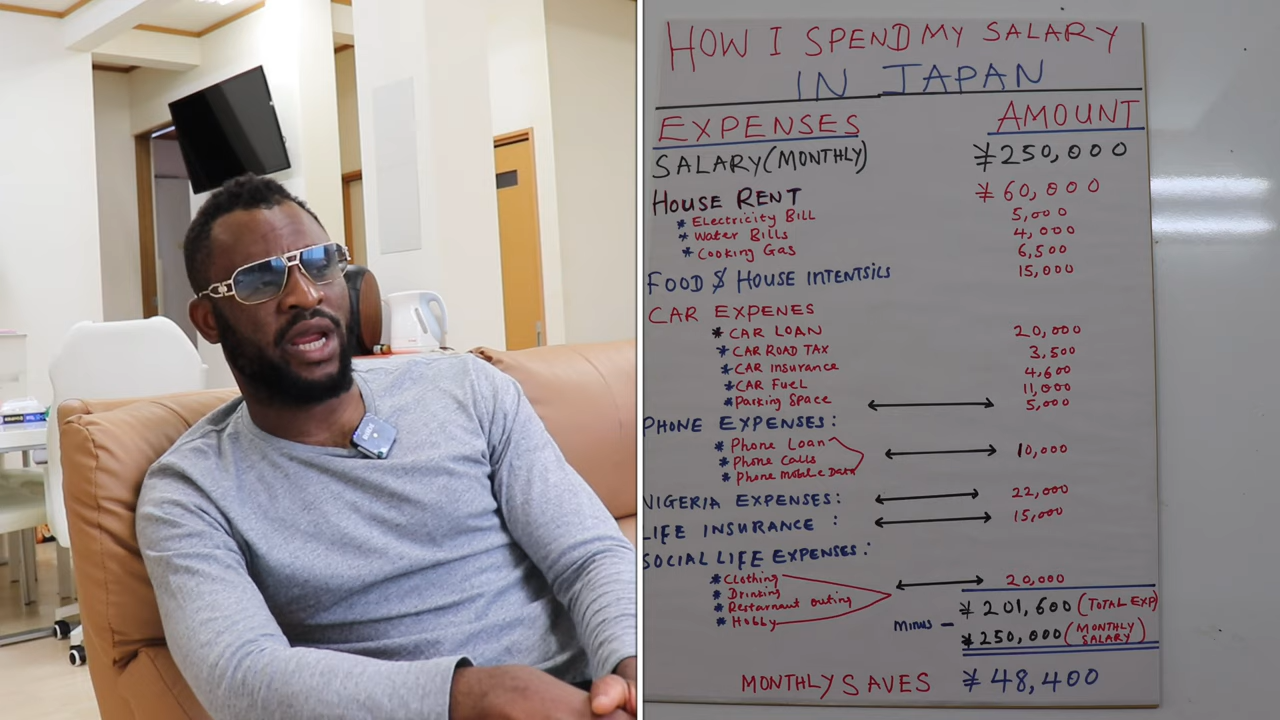 HOW I SPEND MY SALARY
IN JAPAN
EXPENSES AMOUNT
SALARY(MONTHLY) ¥250,000
HOUSE RENT ¥60,000
* Electricity Bill 5,000
* Water Bills 4,000
* Cooking Gas 6,500
FOOD $ HOUSE INTENTSILS 15,000
CAR EXPENES
* CAR LOAN 20,000
* CAR ROAD TAX 3,500
* CAR Insurance 4,600
* CAR FUEL 11,000
* Parking Space 5,000
PHONE EXPENSES:
* Phone Loan
* Phone Calls 10,000
* Phone Mobile Data
NIGERIA EXPENSES: 22,000
LIFE INSURANCE : 15,000
SOCIAL LIFE EXPENSES:
* Clothing 20,000
* Drinking
* Restarnant outing
* Hobby
¥201,600 (TOTAL EXP)
minus - ¥250,000 (MONTHLY SALARY)
MONTHLY SAVES ¥48,400